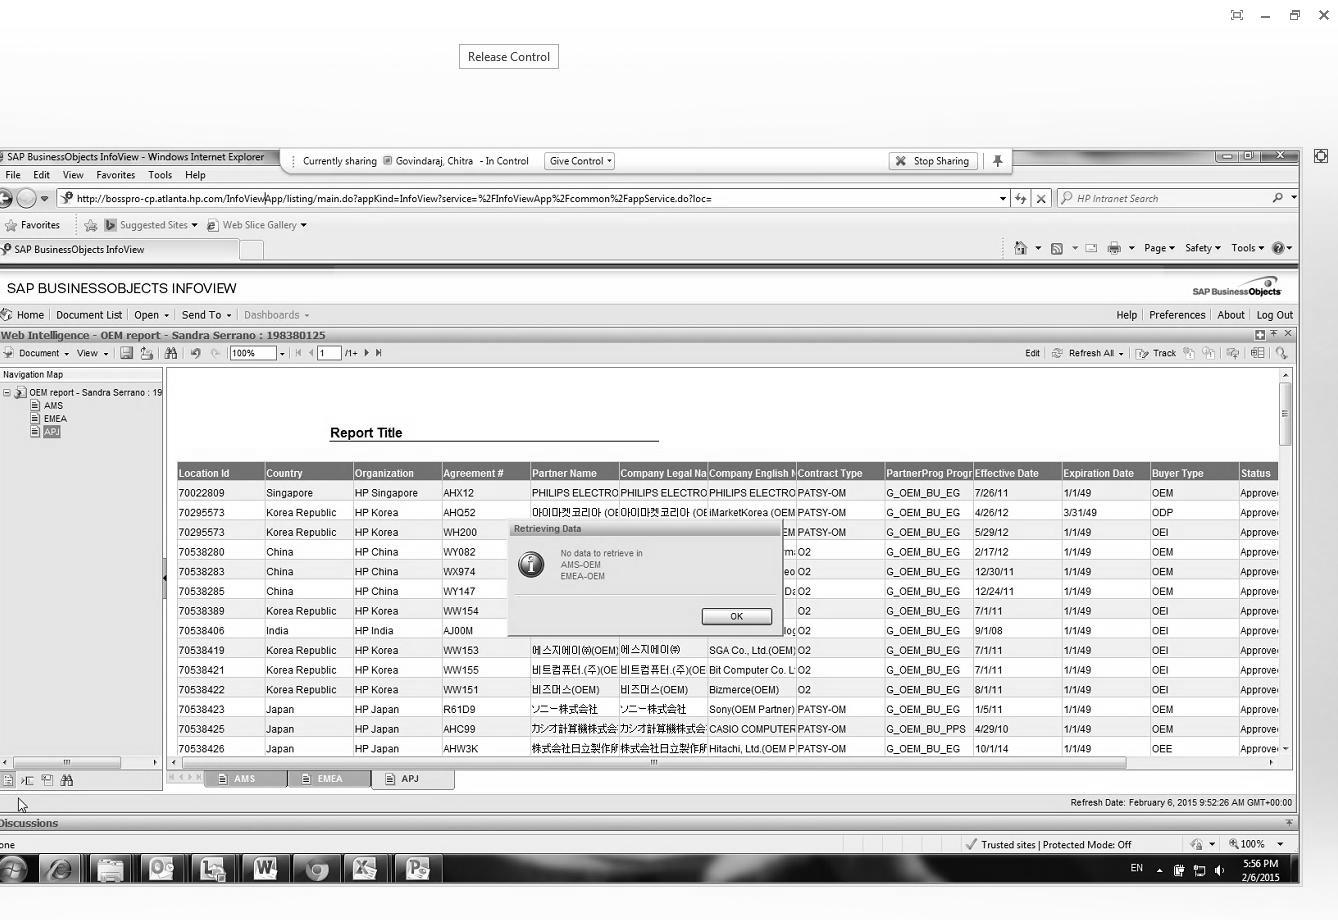 Release Control
SAP BusinessObjects InfoView - Windows Internet Explorer
Currently sharing Govindaraj, Chitra - In Control Give Control Stop Sharing
File Edit View Favorites Tools Help
http://bosspro-cp.atlanta.hp.com/InfoViewApp/listing/main.do?appKind=InfoView?service=%2FInfoViewApp%2Fcommon%2FappService.do?loc=
HP Intranet Search
Favorites Suggested Sites Web Slice Gallery
SAP BusinessObjects InfoView
Page Safety Tools
SAP BUSINESSOBJECTS INFOVIEW
SAP BusinessObjects
Home Document List Open Send To Dashboards
Help Preferences About Log Out
Web Intelligence - OEM report - Sandra Serrano : 198380125
Document View 100% 1 /1+
Edit Refresh All Track
Navigation Map
OEM report - Sandra Serrano : 19
AMS
EMEA
APJ
Report Title
Location Id Country Organization Agreement # Partner Name Company Legal Na Company English N Contract Type PartnerProg Progr Effective Date Expiration Date Buyer Type Status
70022809 Singapore HP Singapore AHX12 PHILIPS ELECTRO PHILIPS ELECTRO PHILIPS ELECTRO PATSY-OM G_OEM_BU_EG 7/26/11 1/1/49 OEM Approve
70295573 Korea Republic HP Korea AHQ52 아이마켓코리아 (OE 아이마켓코리아 (OE iMarketKorea (OEM PATSY-OM G_OEM_BU_EG 4/26/12 3/31/49 ODP Approve
70295573 Korea Republic HP Korea WH200 EM PATSY-OM G_OEM_BU_EG 5/29/12 1/1/49 OEI Approve
70538280 China HP China WY082 O2 G_OEM_BU_EG 2/17/12 1/1/49 OEM Approve
70538283 China HP China WX974 O2 G_OEM_BU_EG 12/30/11 1/1/49 OEM Approve
70538285 China HP China WY147 O2 G_OEM_BU_EG 12/24/11 1/1/49 OEM Approve
70538389 Korea Republic HP Korea WW154 O2 G_OEM_BU_EG 7/1/11 1/1/49 OEI Approve
70538406 India HP India AJ00M O2 G_OEM_BU_EG 9/1/08 1/1/49 OEI Approve
70538419 Korea Republic HP Korea WW153 에스지에이㈜(OEM) 에스지에이㈜ SGA Co., Ltd.(OEM) O2 G_OEM_BU_EG 7/1/11 1/1/49 OEI Approve
70538421 Korea Republic HP Korea WW155 비트컴퓨터.(주)(OE 비트컴퓨터.(주)(OE Bit Computer Co. L O2 G_OEM_BU_EG 7/1/11 1/1/49 OEI Approve
70538422 Korea Republic HP Korea WW151 비즈머스(OEM) 비즈머스(OEM) Bizmerce(OEM) O2 G_OEM_BU_EG 8/1/11 1/1/49 OEI Approve
70538423 Japan HP Japan R61D9 ソニー株式会社 ソニー株式会社 Sony(OEM Partner) PATSY-OM G_OEM_BU_EG 1/5/11 1/1/49 OEM Approve
70538425 Japan HP Japan AHC99 カシオ計算機株式会 カシオ計算機株式会 CASIO COMPUTER PATSY-OM G_OEM_BU_PPS 4/29/10 1/1/49 OEM Approve
70538426 Japan HP Japan AHW3K 株式会社日立製作所 株式会社日立製作所 Hitachi, Ltd.(OEM P PATSY-OM G_OEM_BU_EG 10/1/14 1/1/49 OEE Approve
Retrieving Data
No data to retrieve in
AMS-OEM
EMEA-OEM
OK
AMS EMEA APJ
Refresh Date: February 6, 2015 9:52:26 AM GMT+00:00
Discussions
one
Trusted sites | Protected Mode: Off
100%
EN
5:56 PM
2/6/2015